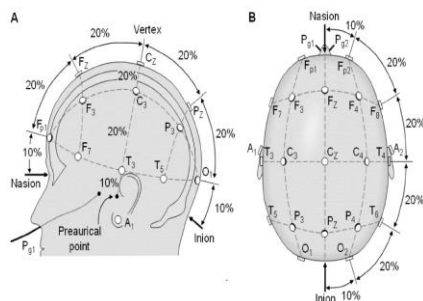 A
Vertex
20%
20%
Fz
Cz
20%
20%
F3
C3
Pz
20%
Fp1
20%
P3
10%
F7
T3
T5
O1
Nasion
10%
10%
Preaurical
point
A1
Inion
Pg1
B
Nasion
10%
Pg1
Pg2
20%
Fp1
Fp2
F7
F3
Fz
F4
F8
20%
A1
T3
C3
Cz
C4
T4
A2
20%
T5
P3
Pz
P4
T6
O1
O2
20%
Inion
10%